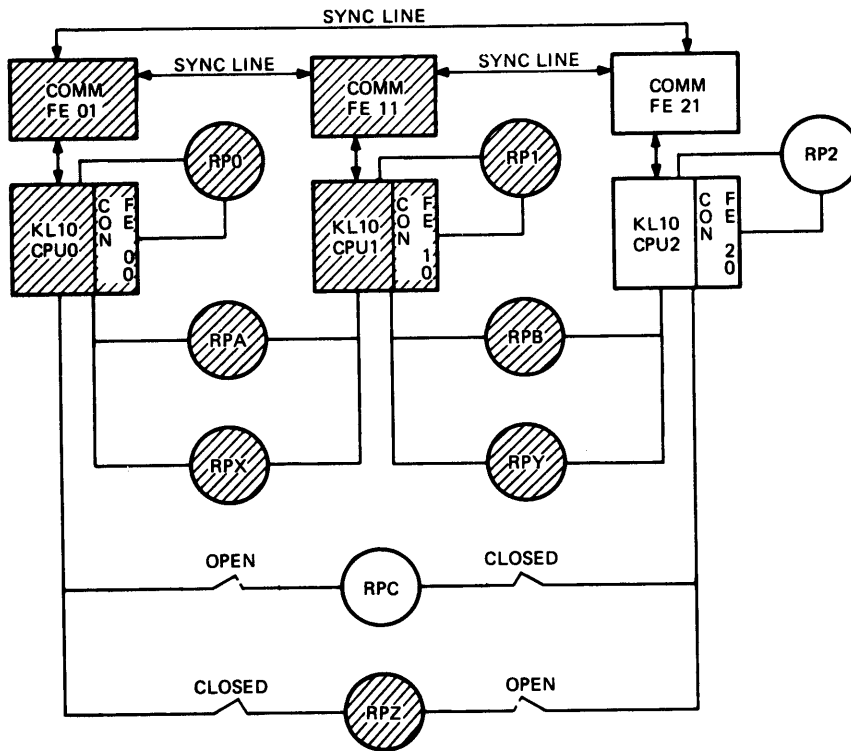 SYNC LINE
SYNC LINE
SYNC LINE
COMM
FE 01
COMM
FE 11
COMM
FE 21
RP0
RP1
RP2
KL10
CPU0
CON
FE 00
KL10
CPU1
CON
FE 10
KL10
CPU2
CON
FE 20
RPA
RPB
RPX
RPY
OPEN
RPC
CLOSED
CLOSED
RPZ
OPEN